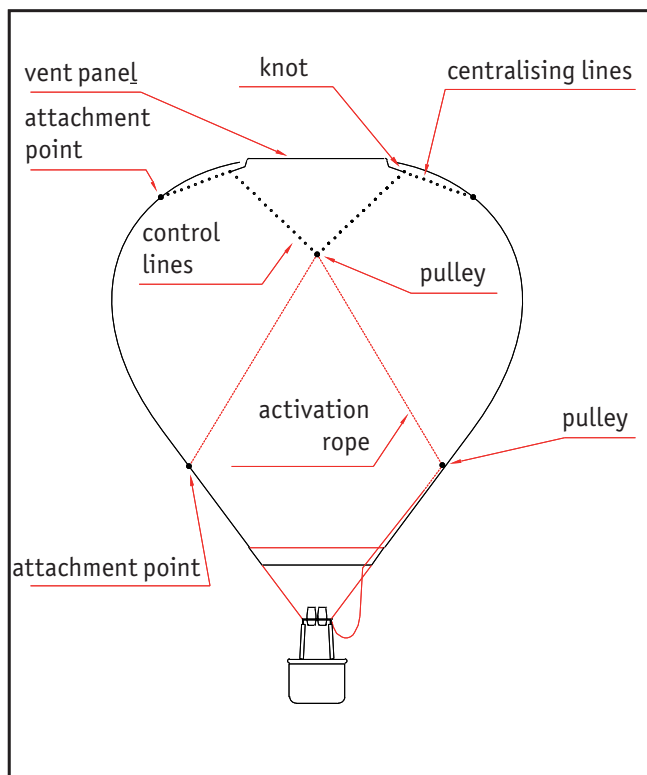 vent panel
knot
centralising lines
attachment
point
control
lines
pulley
activation
rope
pulley
attachment point